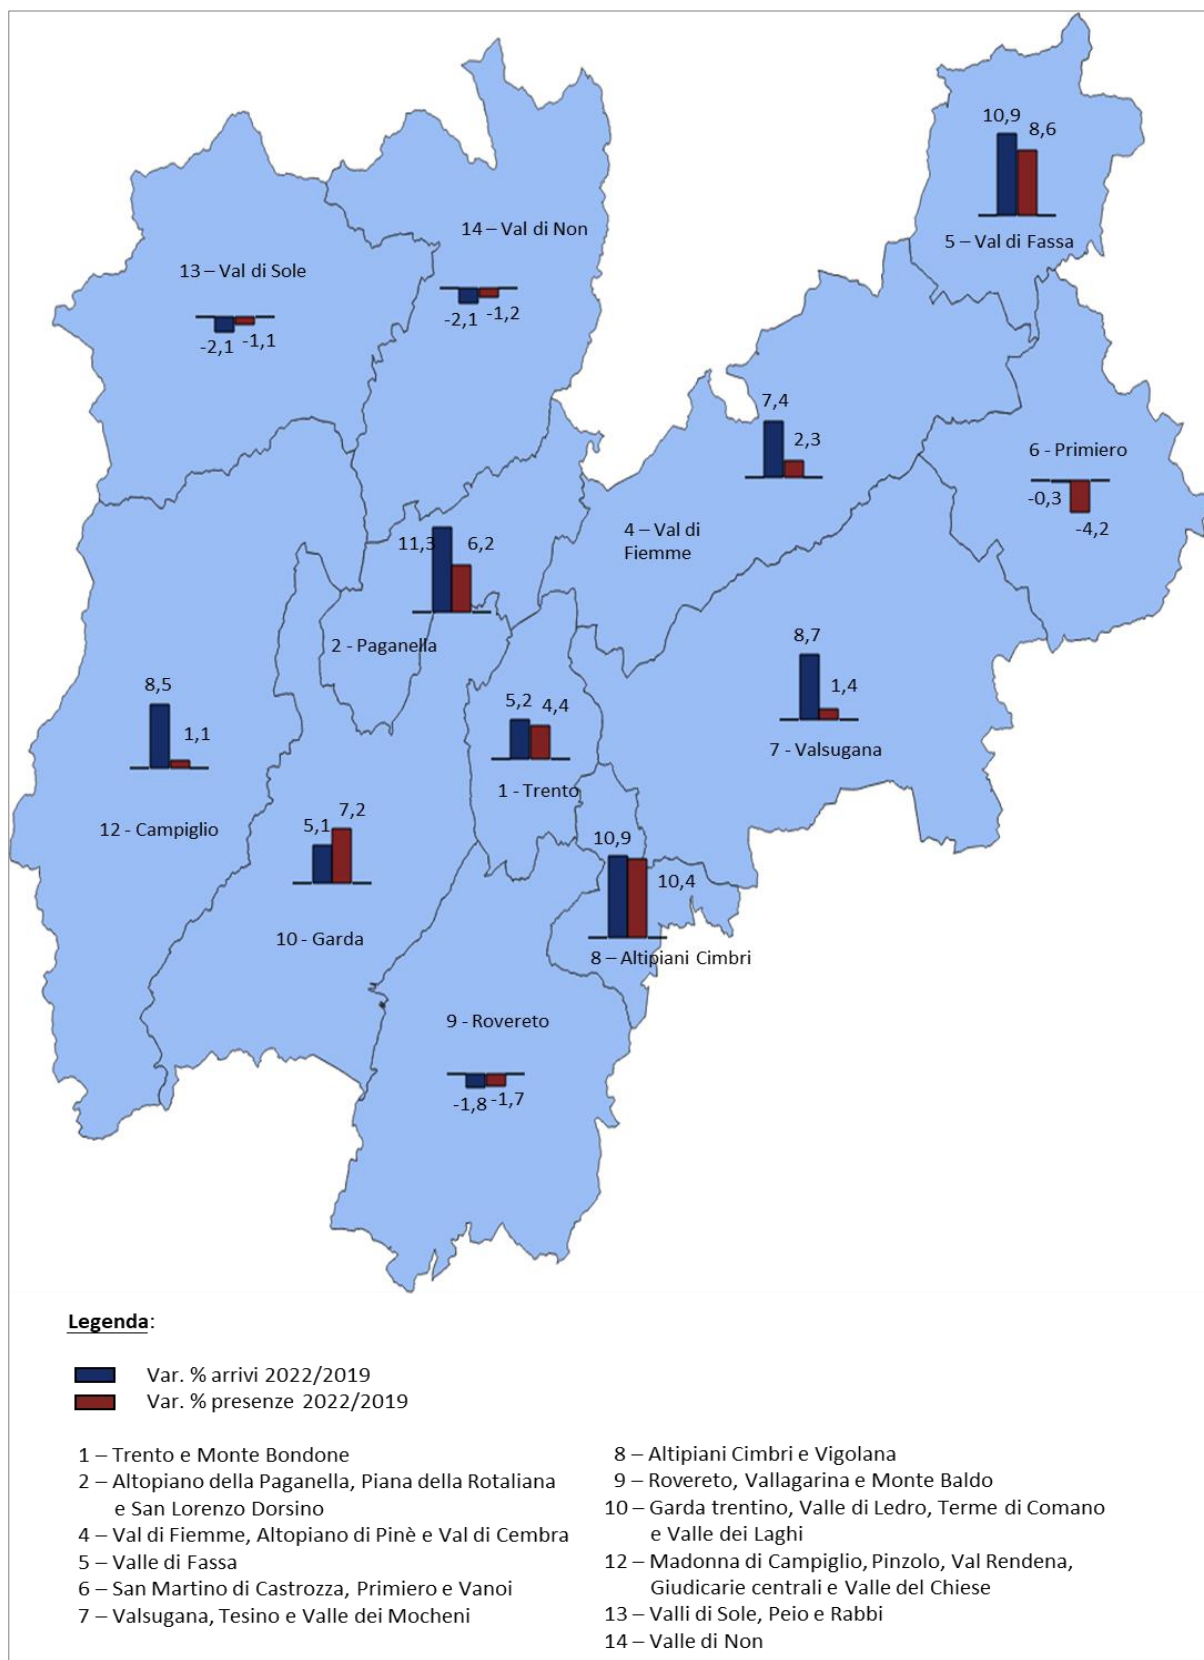 10,9
8,6
5 – Val di Fassa
14 – Val di Non
-2,1
-1,2
13 – Val di Sole
-2,1
-1,1
7,4
2,3
4 – Val di
Fiemme
6 - Primiero
-0,3
-4,2
11,3
6,2
2 - Paganella
8,7
1,4
7 - Valsugana
8,5
1,1
12 - Campiglio
5,2
4,4
1 - Trento
5,1
7,2
10 - Garda
10,9
10,4
8 – Altipiani Cimbri
9 - Rovereto
-1,8
-1,7
Legenda:
Var. % arrivi 2022/2019
Var. % presenze 2022/2019
1 – Trento e Monte Bondone
2 – Altopiano della Paganella, Piana della Rotaliana
e San Lorenzo Dorsino
4 – Val di Fiemme, Altopiano di Pinè e Val di Cembra
5 – Valle di Fassa
6 – San Martino di Castrozza, Primiero e Vanoi
7 – Valsugana, Tesino e Valle dei Mocheni
8 – Altipiani Cimbri e Vigolana
9 – Rovereto, Vallagarina e Monte Baldo
10 – Garda trentino, Valle di Ledro, Terme di Comano
e Valle dei Laghi
12 – Madonna di Campiglio, Pinzolo, Val Rendena,
Giudicarie centrali e Valle del Chiese
13 – Valli di Sole, Peio e Rabbi
14 – Valle di Non